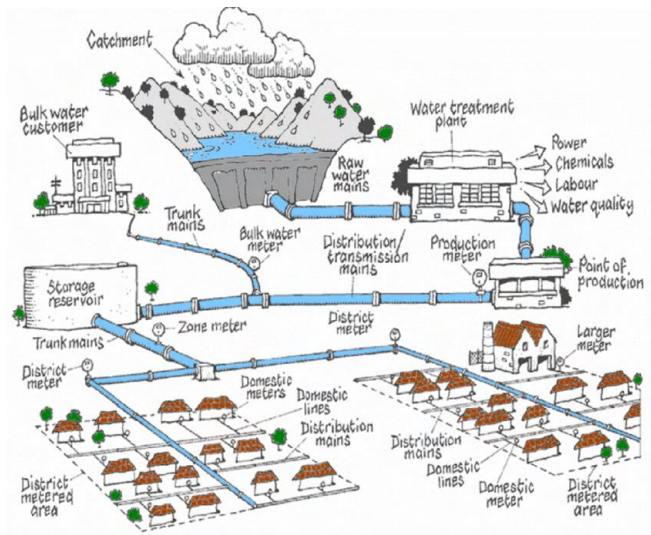 Catchment
Bulk water
customer
Water treatment
plant
Power
Chemicals
Labour
Water quality
Raw
water
mains
Trunk
mains
Bulk water
meter
Distribution/
transmission
mains
Production
meter
Point of
production
Storage
reservoir
Zone meter
District
meter
Trunk mains
Larger
meter
District
meter
Domestic
meters
Domestic
lines
Distribution
mains
Distribution
mains
Domestic
lines
Domestic
meter
District
metered
area
District
metered
area